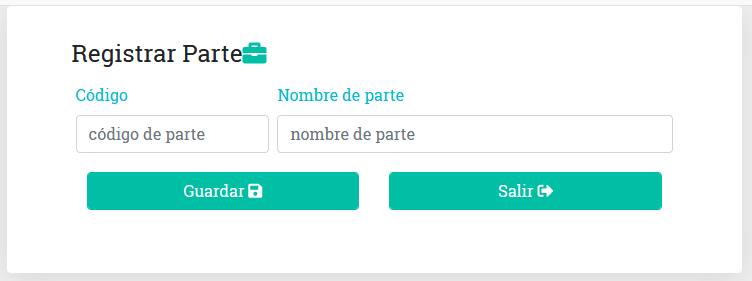 Registrar Parte
Código Nombre de parte
código de parte nombre de parte
Guardar Salir